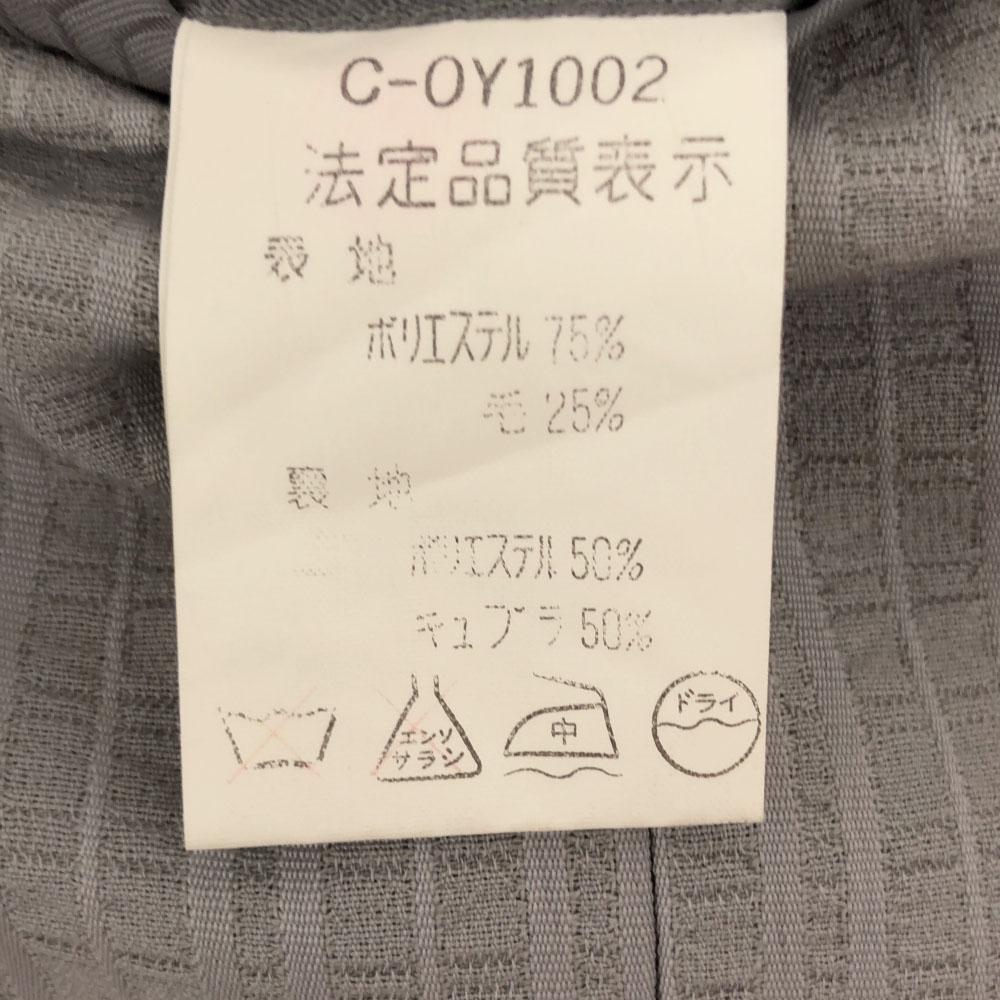 C-OY1002
法定品質表示
表 地
ポリエステル 75%
毛 25%
裏 地
ポリエステル 50%
キュプラ 50%
エンソ
サラシ
中
ドライ